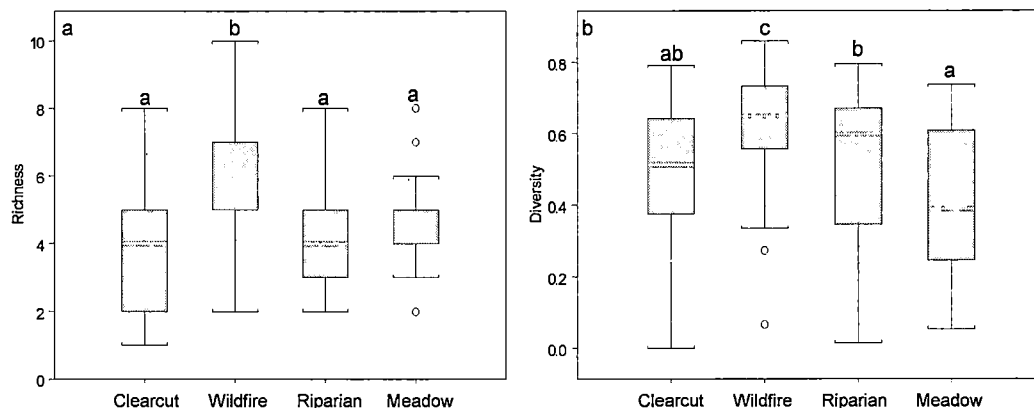 a
b
a
a
a
10
8
6
4
2
0
Richness
Clearcut
Wildfire
Riparian
Meadow
b
ab
c
b
a
0.8
0.6
0.4
0.2
0.0
Diversity
Clearcut
Wildfire
Riparian
Meadow